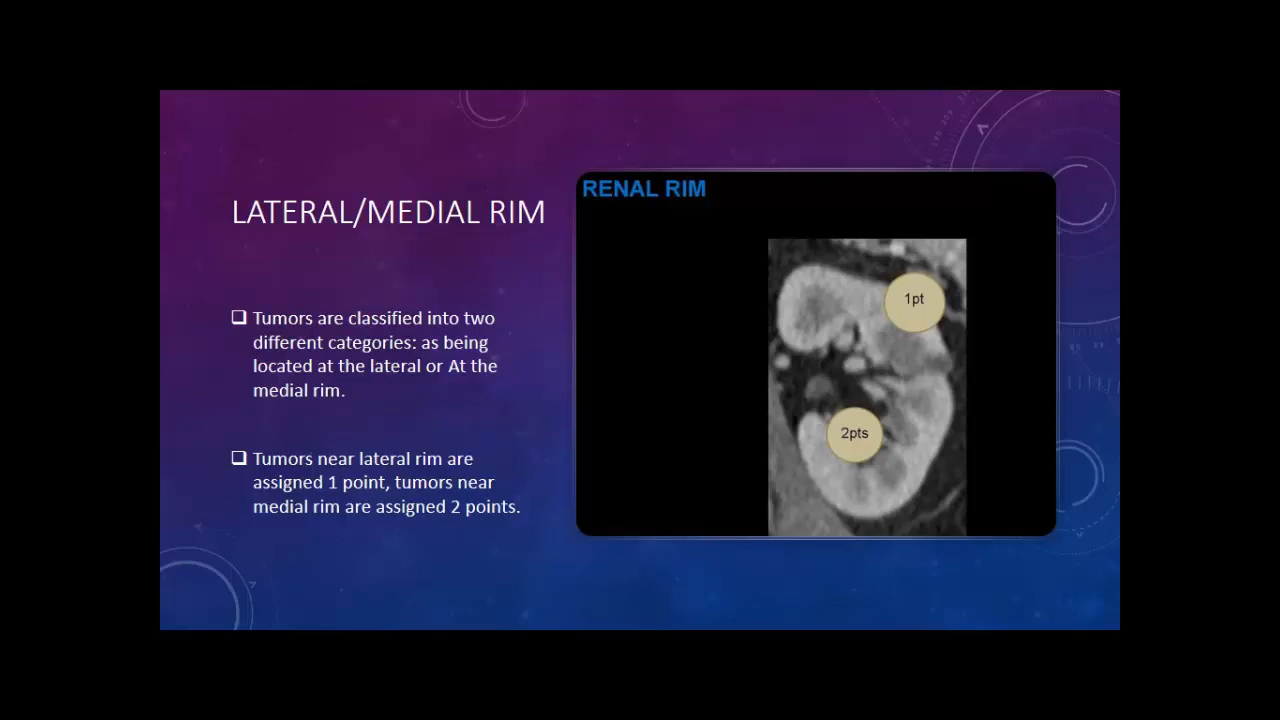 LATERAL/MEDIAL RIM
Tumors are classified into two
different categories: as being
located at the lateral or At the
medial rim.
Tumors near lateral rim are
assigned 1 point, tumors near
medial rim are assigned 2 points.
RENAL RIM
1pt
2pts